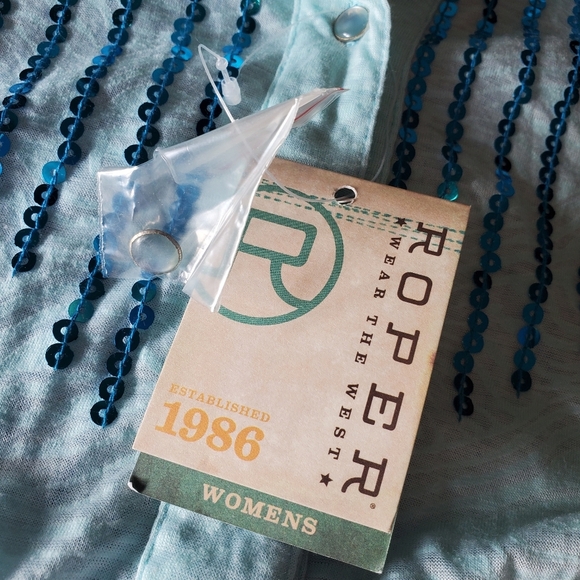 R
ROPER®
★ WEAR THE WEST ★
ESTABLISHED
1986
WOMENS